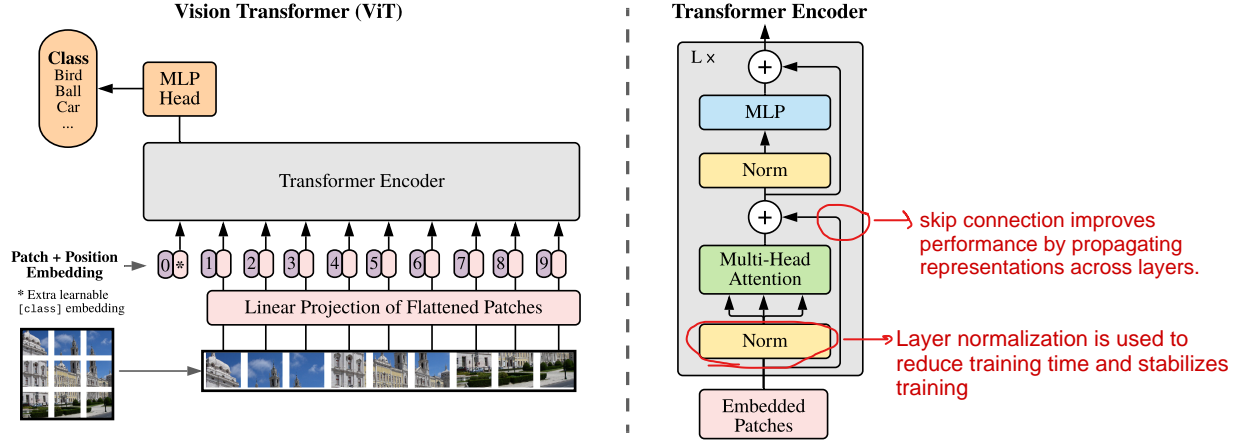 Vision Transformer (ViT)
Class
Bird
Ball
Car
...
MLP
Head
Transformer Encoder
Patch + Position
Embedding
0 * 1 2 3 4 5 6 7 8 9
* Extra learnable
[class] embedding
Linear Projection of Flattened Patches
Transformer Encoder
L ×
+
MLP
Norm
+
Multi-Head
Attention
Norm
Embedded
Patches
skip connection improves
performance by propagating
representations across layers.
Layer normalization is used to
reduce training time and stabilizes
training